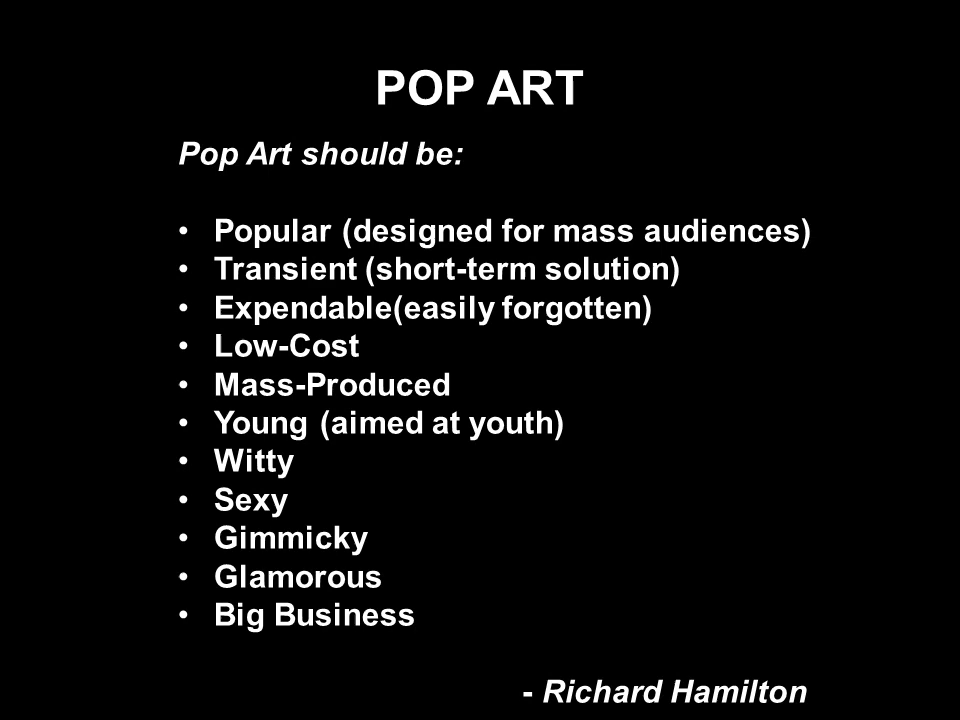 POP ART
Pop Art should be:
• Popular (designed for mass audiences)
• Transient (short-term solution)
• Expendable(easily forgotten)
• Low-Cost
• Mass-Produced
• Young (aimed at youth)
• Witty
• Sexy
• Gimmicky
• Glamorous
• Big Business
- Richard Hamilton